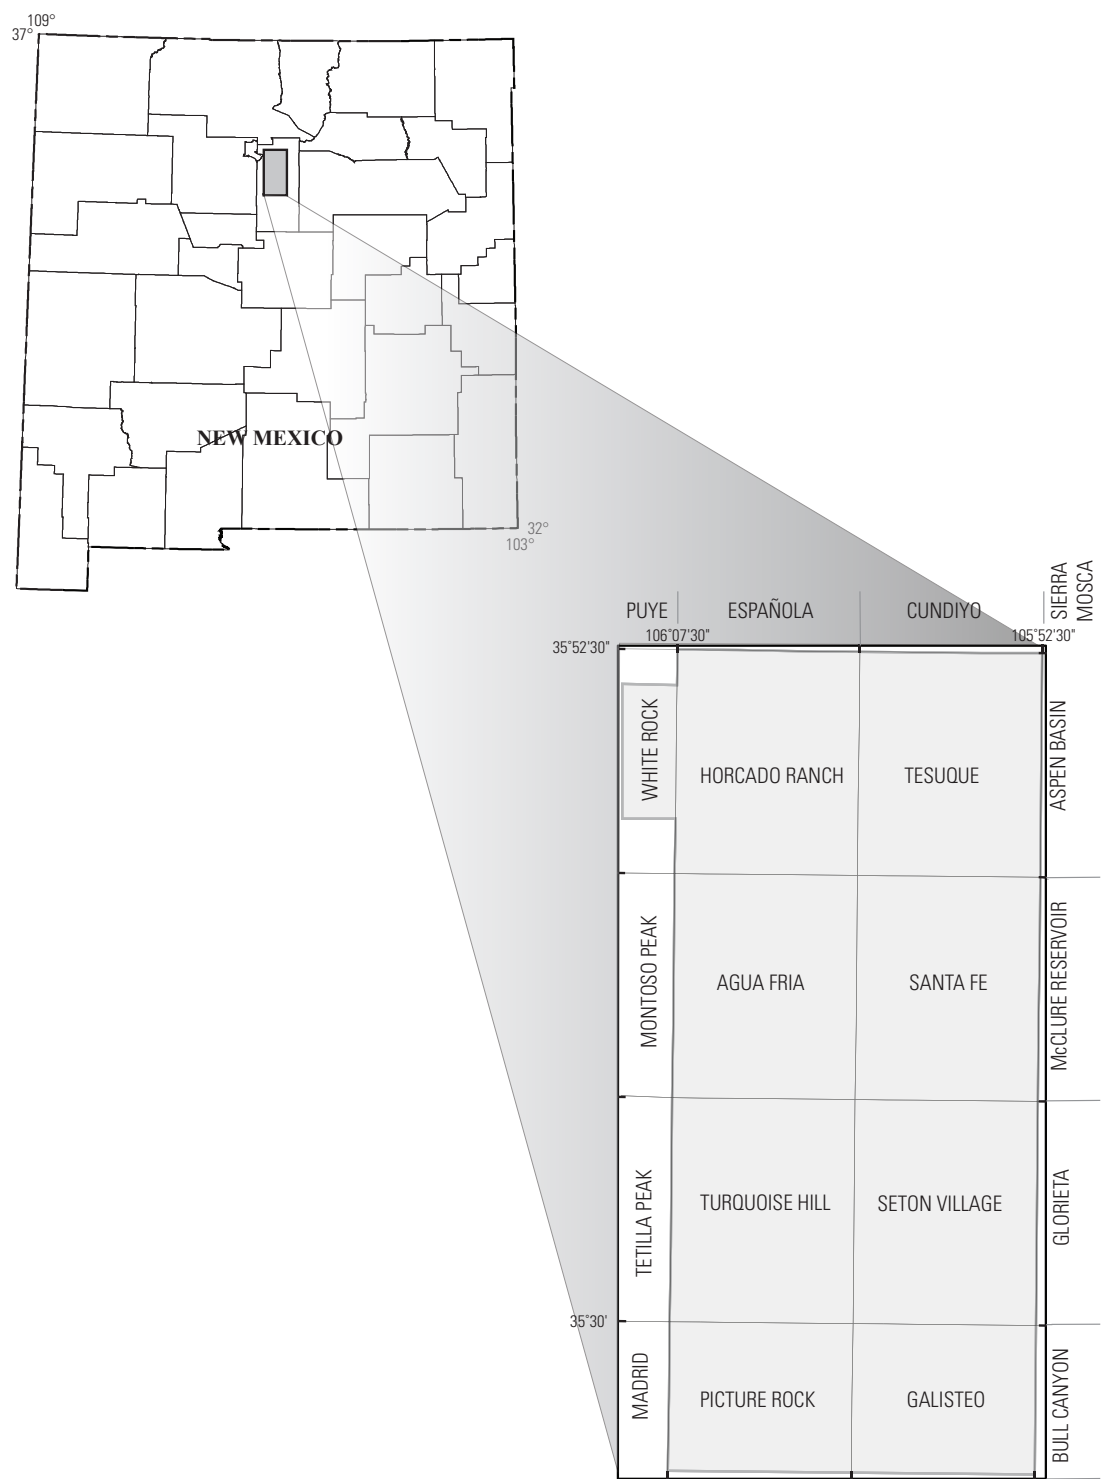 109°
37°
NEW MEXICO
32°
103°
SIERRA
MOSCA
PUYE
ESPAÑOLA
CUNDIYO
106°07'30"
105°52'30"
35°52'30"
WHITE ROCK
HORCADO RANCH
TESUQUE
ASPEN BASIN
MONTOSO PEAK
AGUA FRIA
SANTA FE
McCLURE RESERVOIR
TETILLA PEAK
TURQUOISE HILL
SETON VILLAGE
GLORIETA
35°30'
MADRID
PICTURE ROCK
GALISTEO
BULL CANYON